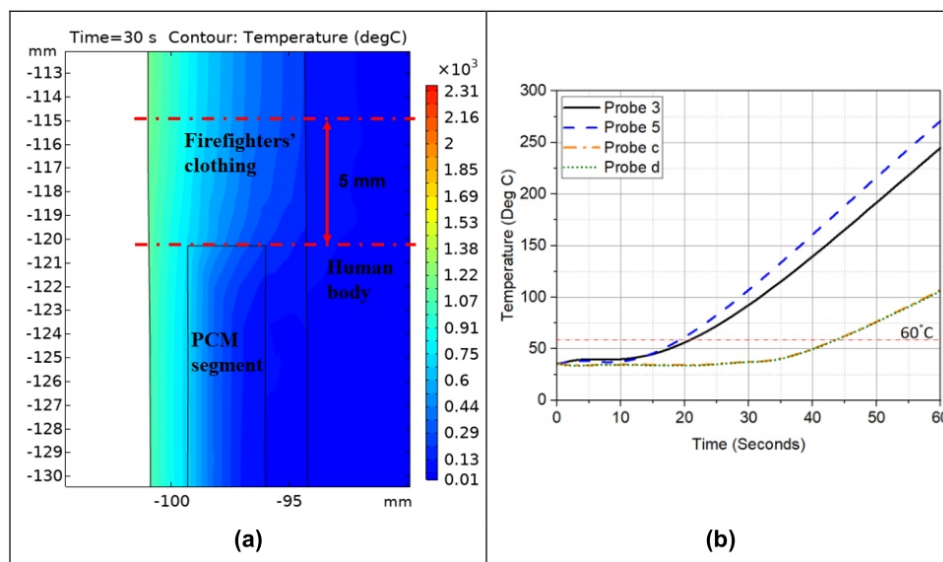 Time=30 s Contour: Temperature (degC)
mm
×10³
-113
-114
-115
-116
-117
-118
-119
-120
-121
-122
-123
-124
-125
-126
-127
-128
-129
-130
Firefighters'
clothing
5 mm
Human
body
PCM
segment
-100
-95
mm
2.31
2.16
2
1.85
1.69
1.53
1.38
1.22
1.06
0.91
0.75
0.6
0.44
0.28
0.13
0.01
(a)
300
250
200
150
100
50
0
Temperature (Deg C)
Probe 3
Probe 5
Probe c
Probe d
60°C
0
10
20
30
40
50
60
Time (Seconds)
(b)